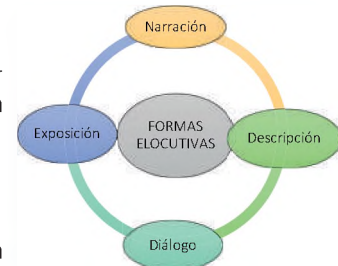 Narración
Exposición
FORMAS
ELOCUTIVAS
Descripción
Diálogo